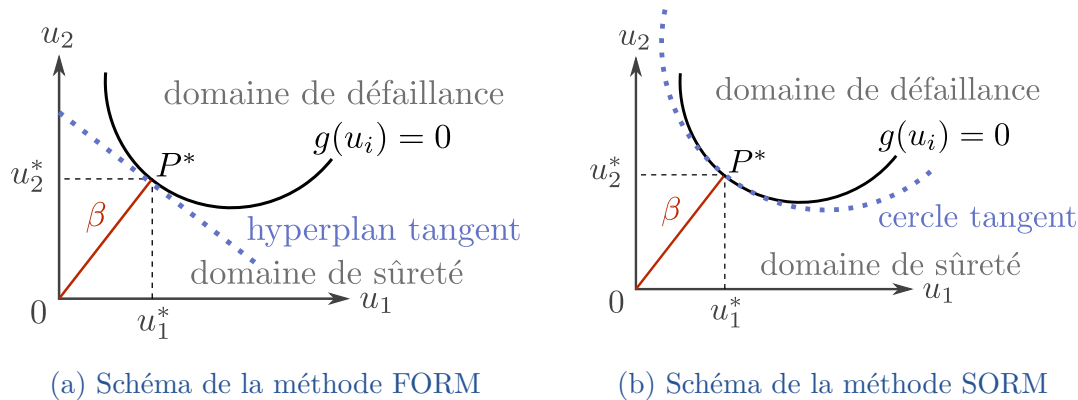 u₂
domaine de défaillance
g(uᵢ) = 0
P*
u₂*
β
hyperplan tangent
domaine de sûreté
0
u₁*
u₁
(a) Schéma de la méthode FORM
u₂
domaine de défaillance
g(uᵢ) = 0
P*
u₂*
β
cercle tangent
domaine de sûreté
0
u₁*
u₁
(b) Schéma de la méthode SORM